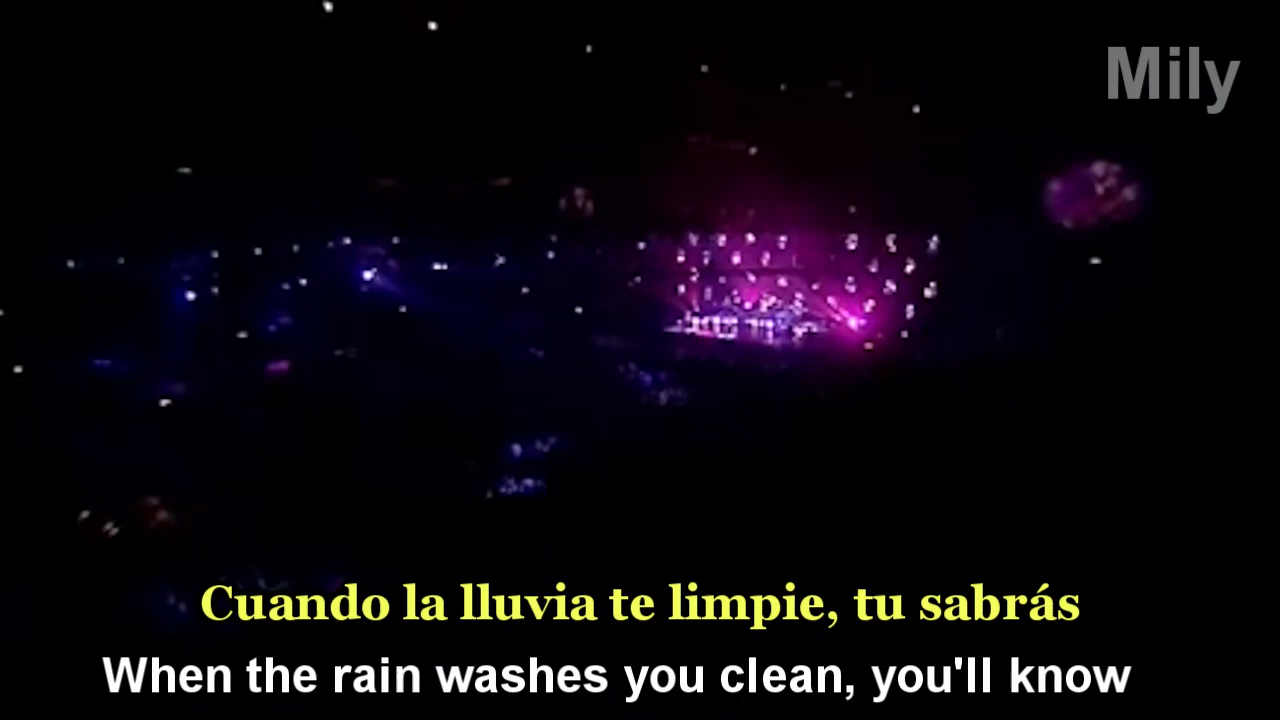 Mily
Cuando la lluvia te limpie, tu sabrás
When the rain washes you clean, you'll know